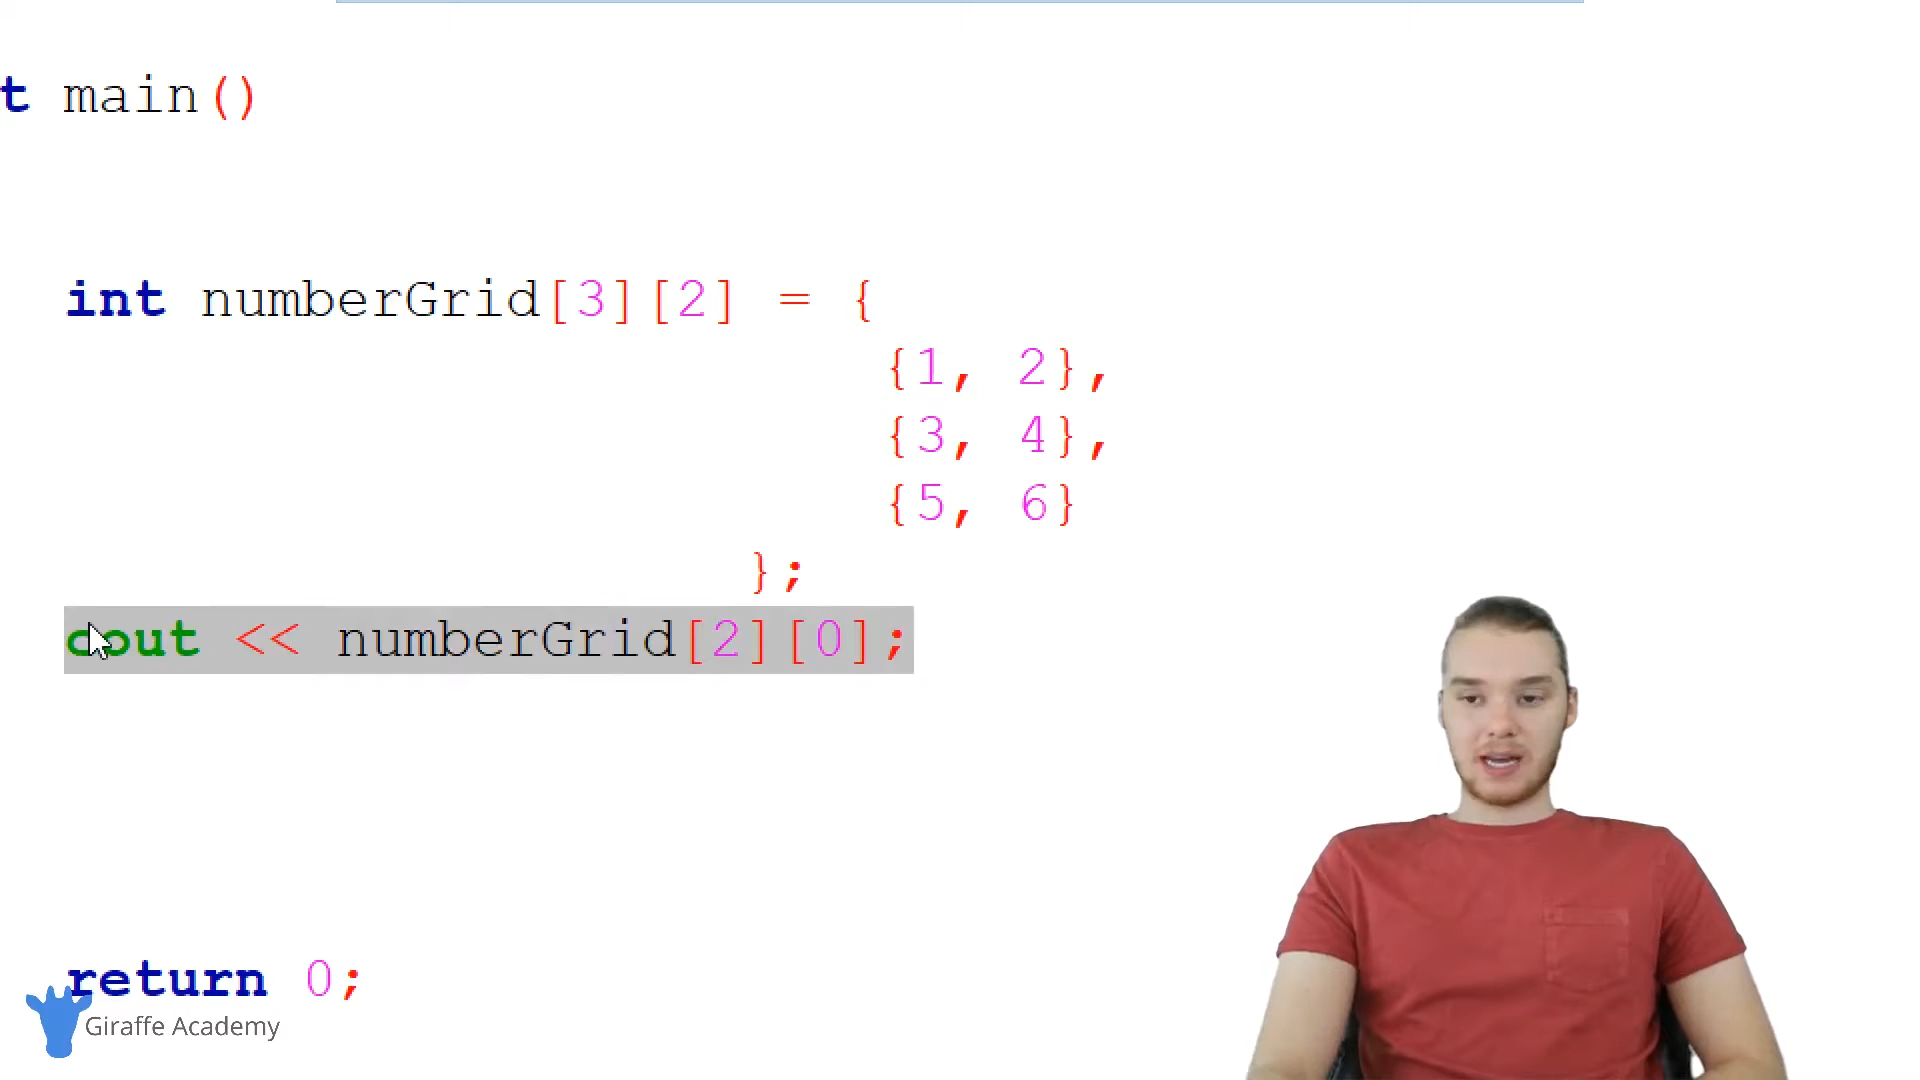 t main()
int numberGrid[3][2] = {
{1, 2},
{3, 4},
{5, 6}
};
cout << numberGrid[2][0];
return 0;
Giraffe Academy